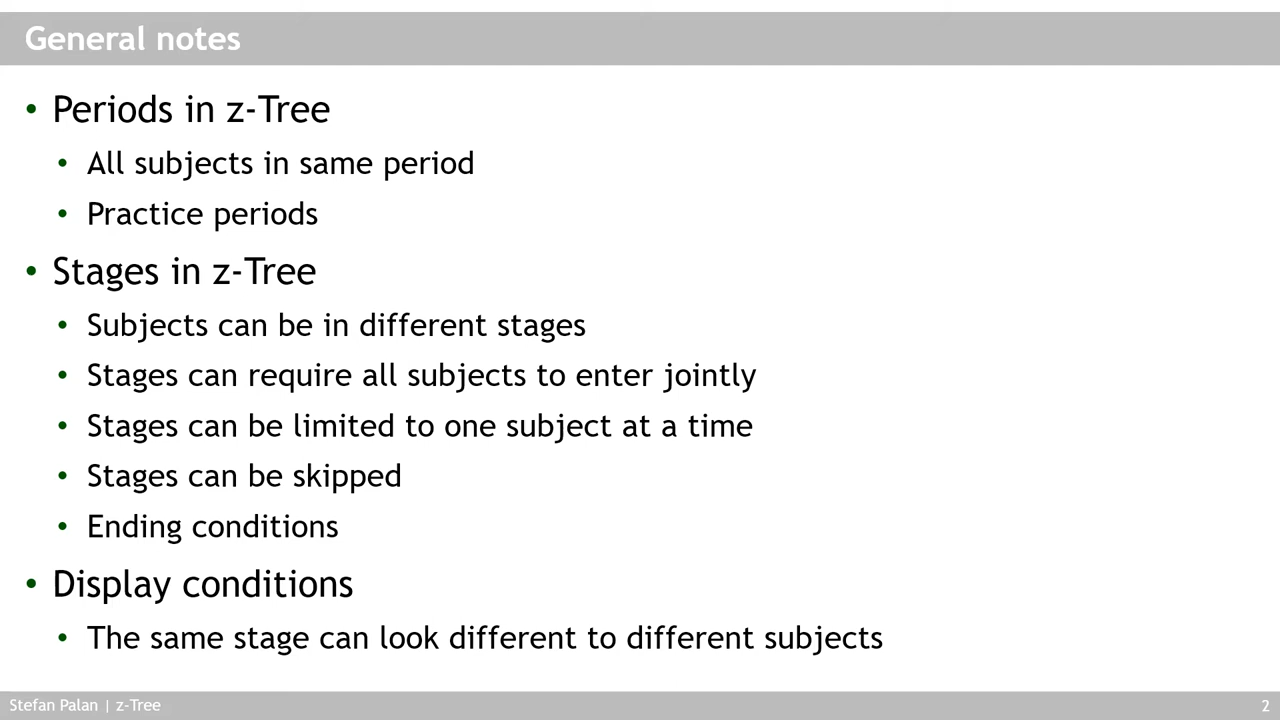 General notes
• Periods in z-Tree
• All subjects in same period
• Practice periods
• Stages in z-Tree
• Subjects can be in different stages
• Stages can require all subjects to enter jointly
• Stages can be limited to one subject at a time
• Stages can be skipped
• Ending conditions
• Display conditions
• The same stage can look different to different subjects
Stefan Palan | z-Tree
2